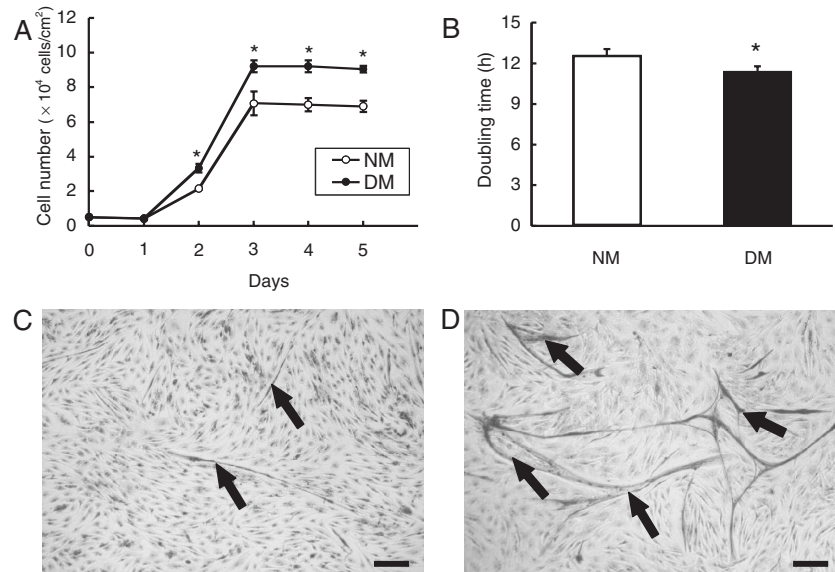 A
Cell number (× 10⁴ cells/cm²)
12
10
8
6
4
2
0
* * * *
NM
DM
0 1 2 3 4 5
Days
B
Doubling time (h)
15
12
9
6
3
0
*
NM DM
C
D